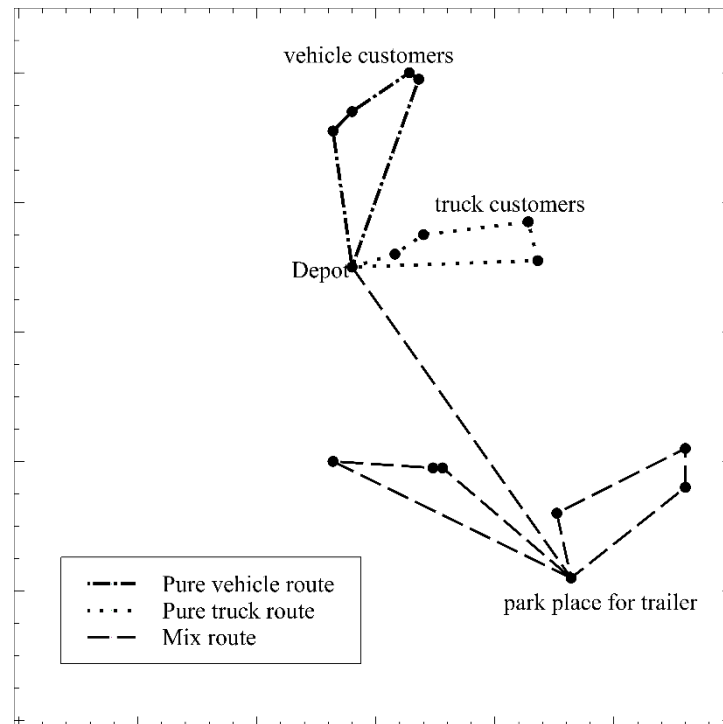 vehicle customers
truck customers
Depot
park place for trailer
Pure vehicle route
Pure truck route
Mix route